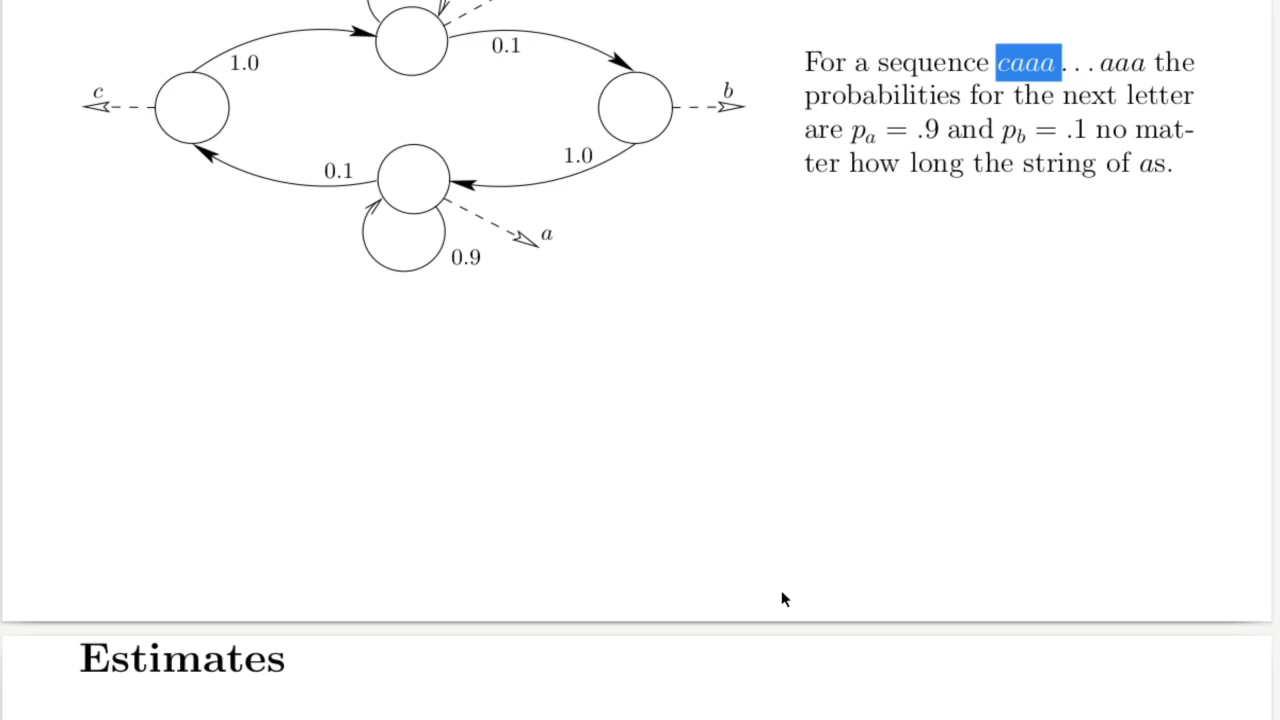 0.1
1.0
c
b
1.0
0.1
a
0.9
For a sequence caaa . . . aaa the
probabilities for the next letter
are pₐ = .9 and p_b = .1 no mat-
ter how long the string of as.
Estimates